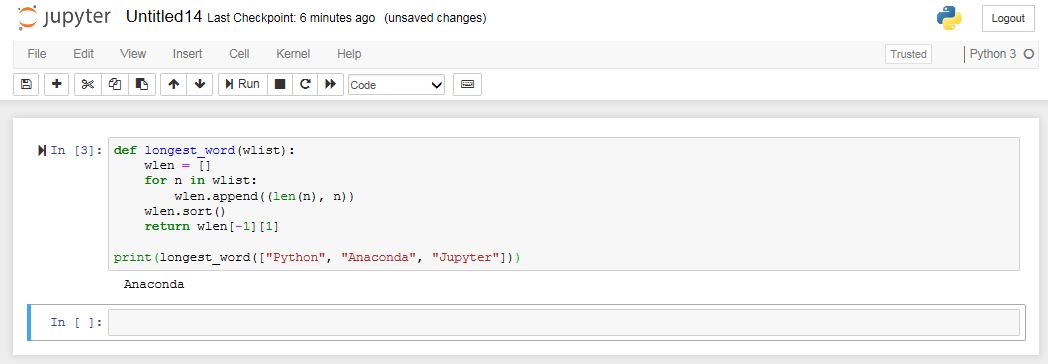 jupyter Untitled14 Last Checkpoint: 6 minutes ago (unsaved changes) Logout
File Edit View Insert Cell Kernel Help Trusted Python 3
Run Code
In [3]: def longest_word(wlist):
    wlen = []
    for n in wlist:
        wlen.append((len(n), n))
    wlen.sort()
    return wlen[-1][1]
print(longest_word(["Python", "Anaconda", "Jupyter"]))
Anaconda
In [ ]: